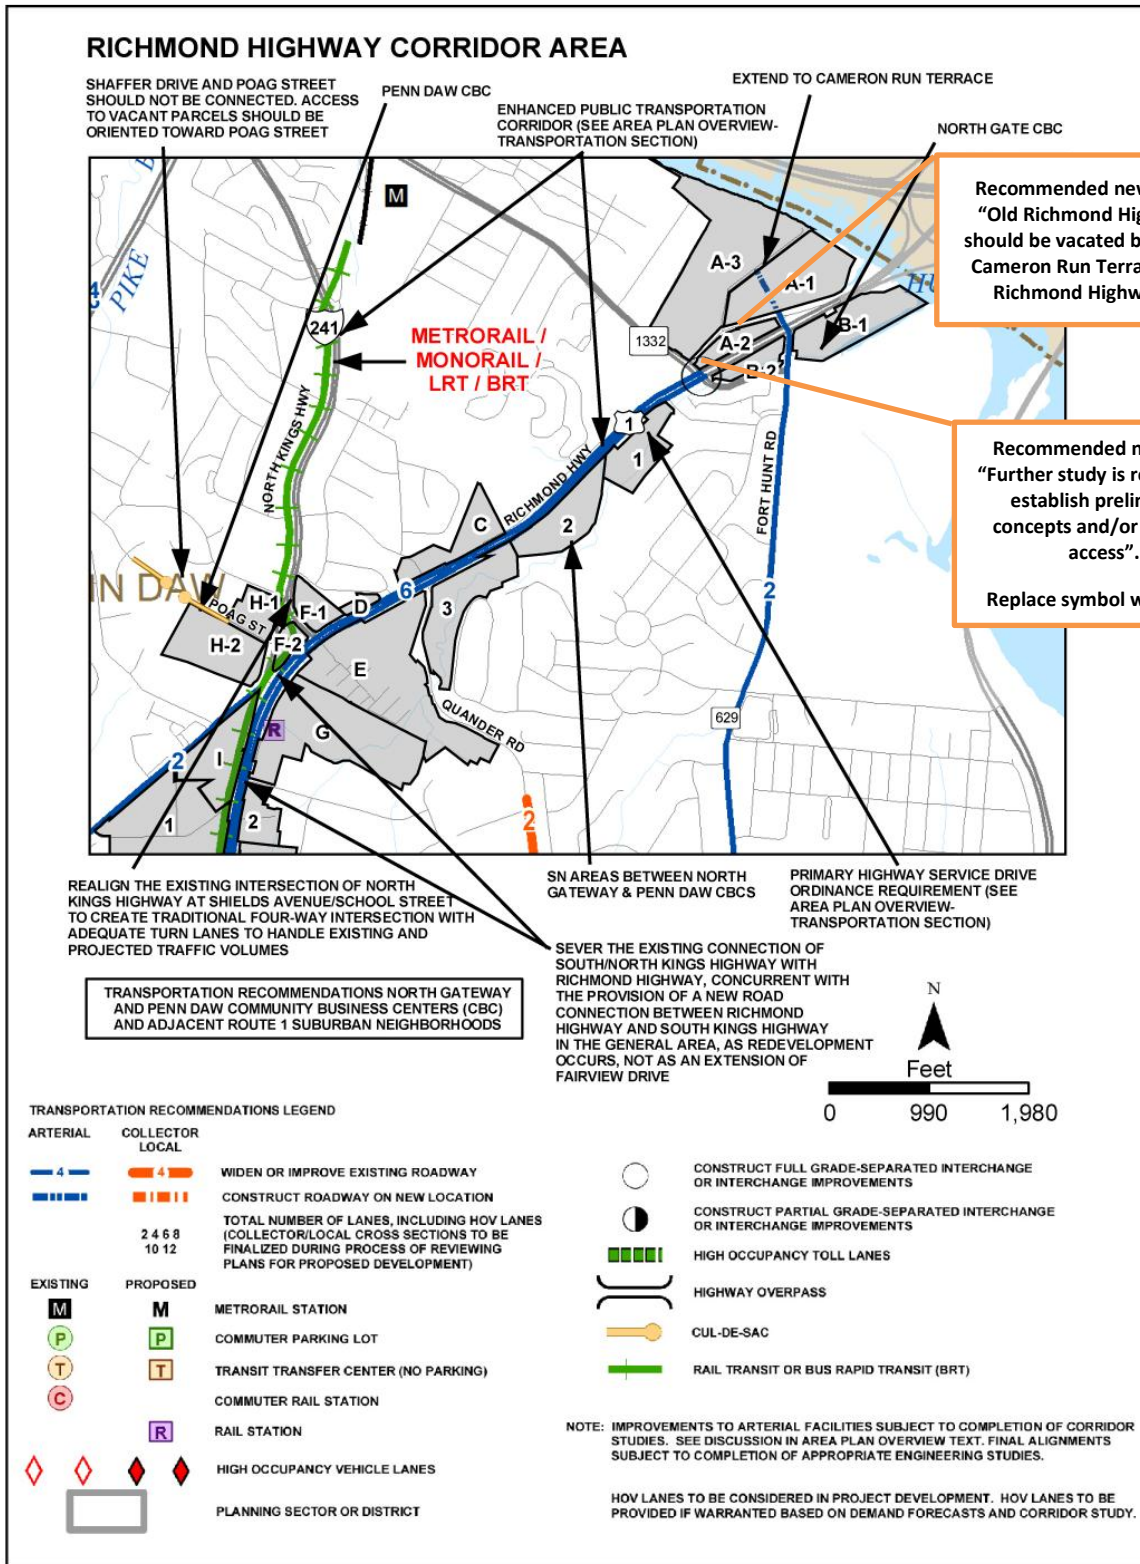 RICHMOND HIGHWAY CORRIDOR AREA
SHAFFER DRIVE AND POAG STREET
SHOULD NOT BE CONNECTED. ACCESS
TO VACANT PARCELS SHOULD BE
ORIENTED TOWARD POAG STREET
PENN DAW CBC
ENHANCED PUBLIC TRANSPORTATION
CORRIDOR (SEE AREA PLAN OVERVIEW-
TRANSPORTATION SECTION)
EXTEND TO CAMERON RUN TERRACE
NORTH GATE CBC
Recommended
"Old Richmond
should be vacated
Cameron Run
Richmond
M
PIKE
4
241
METRORAIL /
MONORAIL /
LRT / BRT
NORTH KINGS HWY
1332
A-3
A-1
A-2
B-1
B-2
HU
1
1
RICHMOND HWY
FORT HUNT RD
C
2
Recommended
"Further study is
establish
concepts and/or
access".
Replace symbol
IN DAW
POAG ST
H-1
F-1
D
6
3
2
H-2
F-2
E
QUANDER RD
629
R
G
2
I
1
2
2
REALIGN THE EXISTING INTERSECTION OF NORTH
KINGS HIGHWAY AT SHIELDS AVENUE/SCHOOL STREET
TO CREATE TRADITIONAL FOUR-WAY INTERSECTION WITH
ADEQUATE TURN LANES TO HANDLE EXISTING AND
PROJECTED TRAFFIC VOLUMES
SN AREAS BETWEEN NORTH
GATEWAY & PENN DAW CBCS
PRIMARY HIGHWAY SERVICE DRIVE
ORDINANCE REQUIREMENT (SEE
AREA PLAN OVERVIEW-
TRANSPORTATION SECTION)
SEVER THE EXISTING CONNECTION OF
SOUTH/NORTH KINGS HIGHWAY WITH
RICHMOND HIGHWAY, CONCURRENT WITH
THE PROVISION OF A NEW ROAD
CONNECTION BETWEEN RICHMOND
HIGHWAY AND SOUTH KINGS HIGHWAY
IN THE GENERAL AREA, AS REDEVELOPMENT
OCCURS, NOT AS AN EXTENSION OF
FAIRVIEW DRIVE
TRANSPORTATION RECOMMENDATIONS NORTH GATEWAY
AND PENN DAW COMMUNITY BUSINESS CENTERS (CBC)
AND ADJACENT ROUTE 1 SUBURBAN NEIGHBORHOODS
N
Feet
0 990 1,980
TRANSPORTATION RECOMMENDATIONS LEGEND
ARTERIAL COLLECTOR
LOCAL
4 4 WIDEN OR IMPROVE EXISTING ROADWAY
CONSTRUCT ROADWAY ON NEW LOCATION
2 4 6 8
10 12
TOTAL NUMBER OF LANES, INCLUDING HOV LANES
(COLLECTOR/LOCAL CROSS SECTIONS TO BE
FINALIZED DURING PROCESS OF REVIEWING
PLANS FOR PROPOSED DEVELOPMENT)
EXISTING PROPOSED
M M METRORAIL STATION
P P COMMUTER PARKING LOT
T T TRANSIT TRANSFER CENTER (NO PARKING)
C COMMUTER RAIL STATION
R RAIL STATION
HIGH OCCUPANCY VEHICLE LANES
PLANNING SECTOR OR DISTRICT
CONSTRUCT FULL GRADE-SEPARATED INTERCHANGE
OR INTERCHANGE IMPROVEMENTS
CONSTRUCT PARTIAL GRADE-SEPARATED INTERCHANGE
OR INTERCHANGE IMPROVEMENTS
HIGH OCCUPANCY TOLL LANES
HIGHWAY OVERPASS
CUL-DE-SAC
RAIL TRANSIT OR BUS RAPID TRANSIT (BRT)
NOTE: IMPROVEMENTS TO ARTERIAL FACILITIES SUBJECT TO COMPLETION OF CORRIDOR
STUDIES. SEE DISCUSSION IN AREA PLAN OVERVIEW TEXT. FINAL ALIGNMENTS
SUBJECT TO COMPLETION OF APPROPRIATE ENGINEERING STUDIES.
HOV LANES TO BE CONSIDERED IN PROJECT DEVELOPMENT. HOV LANES TO BE
PROVIDED IF WARRANTED BASED ON DEMAND FORECASTS AND CORRIDOR STUDY.